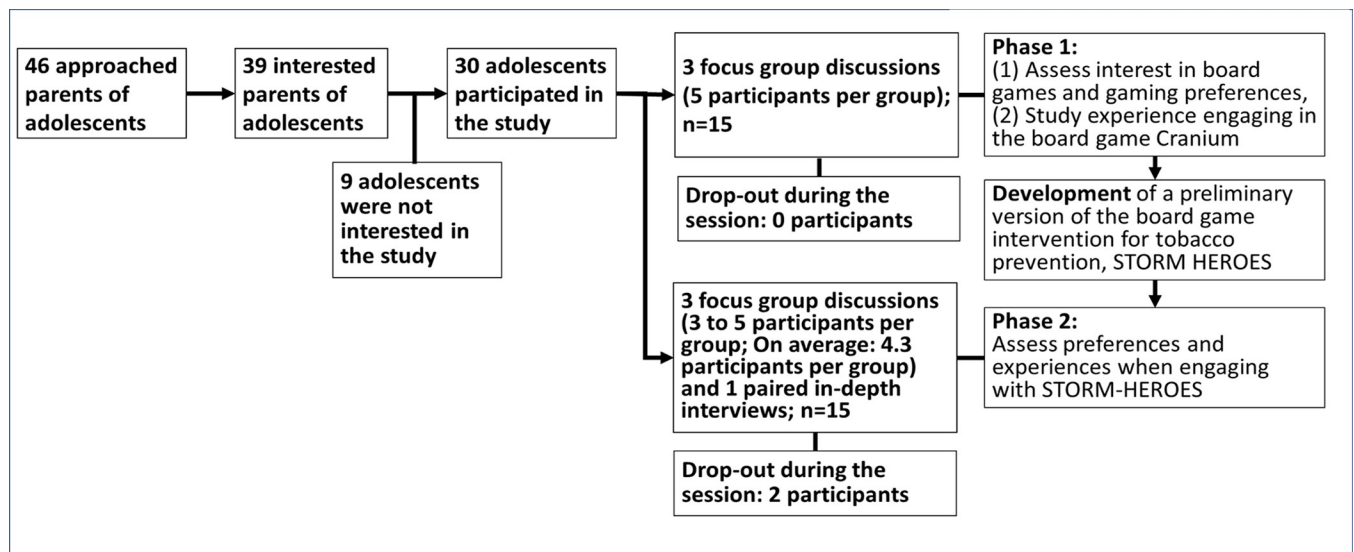 46 approached
parents of
adolescents
39 interested
parents of
adolescents
9 adolescents
were not
interested in
the study
30 adolescents
participated in
the study
3 focus group discussions
(5 participants per group);
n=15
Drop-out during the
session: 0 participants
3 focus group discussions
(3 to 5 participants per
group; On average: 4.3
participants per group)
and 1 paired in-depth
interviews; n=15
Drop-out during the
session: 2 participants
Phase 1:
(1) Assess interest in board
games and gaming preferences,
(2) Study experience engaging in
the board game Cranium
Development of a preliminary
version of the board game
intervention for tobacco
prevention, STORM HEROES
Phase 2:
Assess preferences and
experiences when engaging
with STORM-HEROES